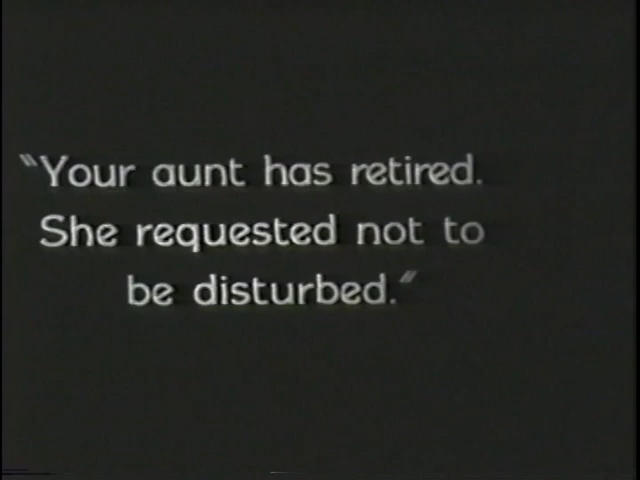 "Your aunt has retired.
She requested not to
be disturbed."